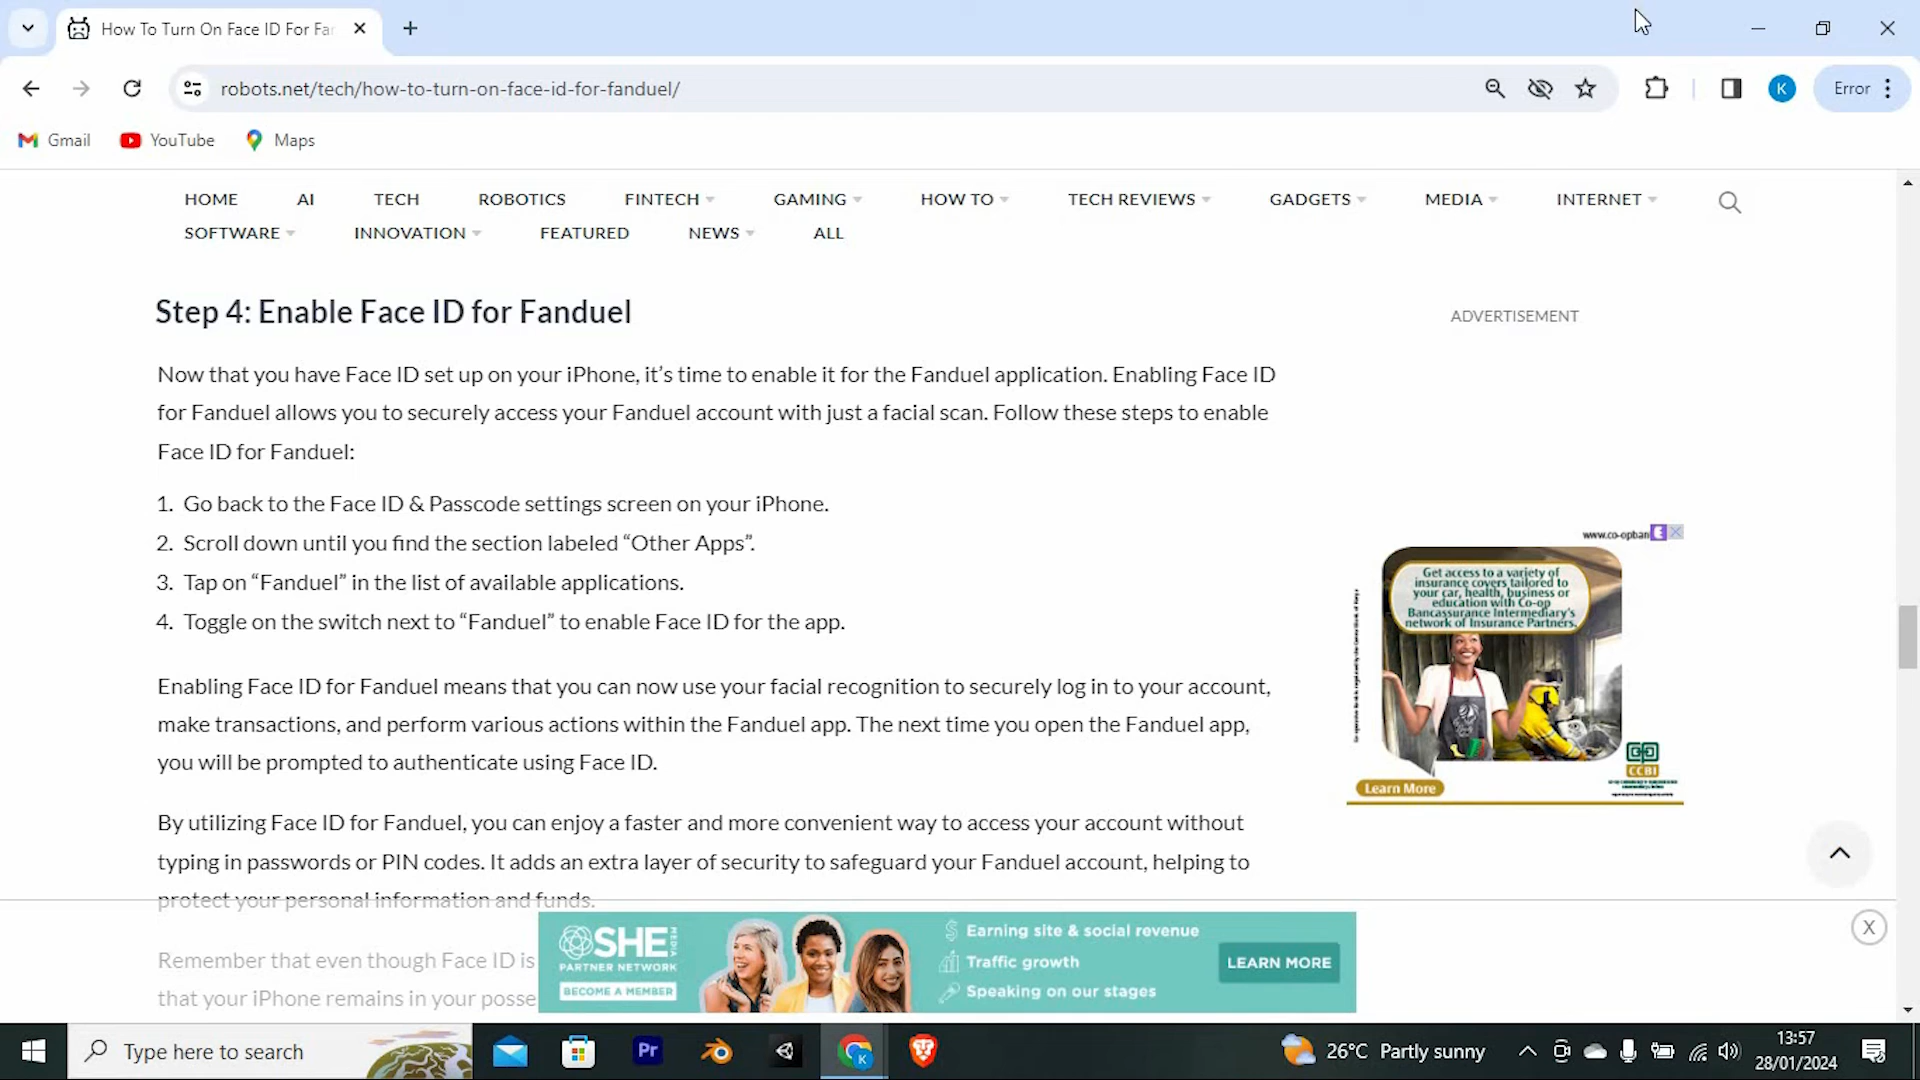 How To Turn On Face ID For Fan
robots.net/tech/how-to-turn-on-face-id-for-fanduel/
K
Error
Gmail
YouTube
Maps
HOME
AI
TECH
ROBOTICS
FINTECH
GAMING
HOW TO
TECH REVIEWS
GADGETS
MEDIA
INTERNET
SOFTWARE
INNOVATION
FEATURED
NEWS
ALL
Step 4: Enable Face ID for Fanduel
ADVERTISEMENT
Now that you have Face ID set up on your iPhone, it’s time to enable it for the Fanduel application. Enabling Face ID
for Fanduel allows you to securely access your Fanduel account with just a facial scan. Follow these steps to enable
Face ID for Fanduel:
1. Go back to the Face ID & Passcode settings screen on your iPhone.
2. Scroll down until you find the section labeled “Other Apps”.
3. Tap on “Fanduel” in the list of available applications.
4. Toggle on the switch next to “Fanduel” to enable Face ID for the app.
Enabling Face ID for Fanduel means that you can now use your facial recognition to securely log in to your account,
make transactions, and perform various actions within the Fanduel app. The next time you open the Fanduel app,
you will be prompted to authenticate using Face ID.
By utilizing Face ID for Fanduel, you can enjoy a faster and more convenient way to access your account without
typing in passwords or PIN codes. It adds an extra layer of security to safeguard your Fanduel account, helping to
protect your personal information and funds.
Remember that even though Face ID is
that your iPhone remains in your posse
www.co-opban
Get access to a variety of
insurance covers tailored to
your car, health, business or
education with Co-op
Bancassurance Intermediary's
network of Insurance Partners.
CCBI
Learn More
SHE
MEDIA
PARTNER NETWORK
BECOME A MEMBER
Earning site & social revenue
Traffic growth
Speaking on our stages
LEARN MORE
X
Type here to search
Pr
K
26°C Partly sunny
13:57
28/01/2024